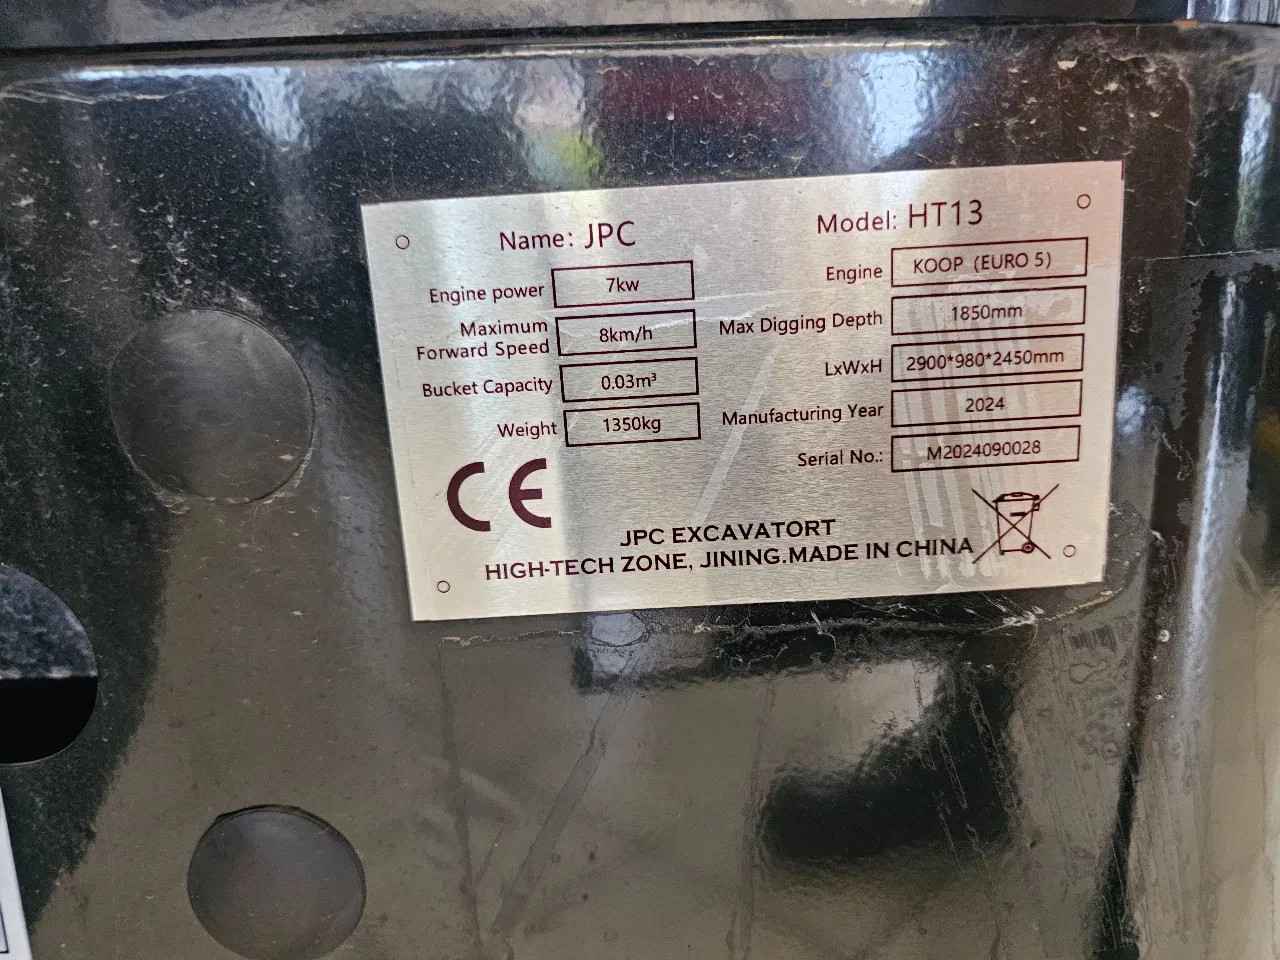 Name: JPC
Model: HT13
Engine power 7kw
Engine KOOP (EURO 5)
Maximum Forward Speed 8km/h
Max Digging Depth 1850mm
Bucket Capacity 0.03m³
LxWxH 2900*980*2450mm
Weight 1350kg
Manufacturing Year 2024
Serial No.: M2024090028
CE
JPC EXCAVATORT
HIGH-TECH ZONE, JINING.MADE IN CHINA